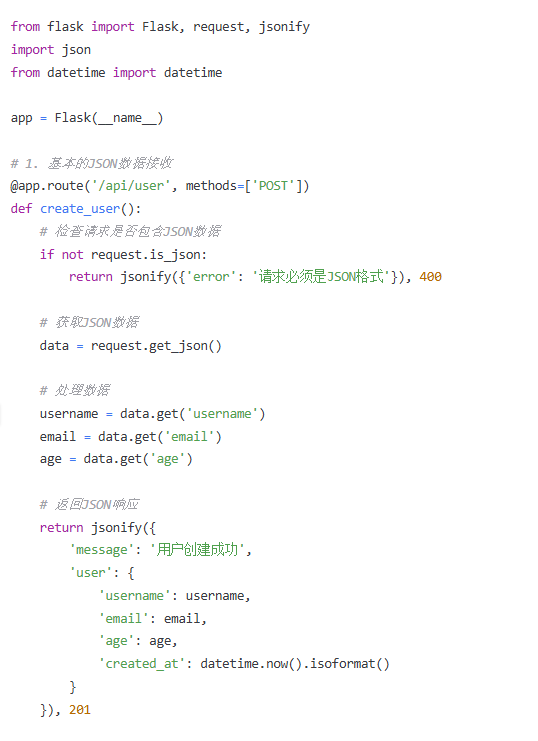 from flask import Flask, request, jsonify
import json
from datetime import datetime

app = Flask(__name__)

# 1. 基本的JSON数据接收
@app.route('/api/user', methods=['POST'])
def create_user():
    # 检查请求是否包含JSON数据
    if not request.is_json:
        return jsonify({'error': '请求必须是JSON格式'}), 400

    # 获取JSON数据
    data = request.get_json()

    # 处理数据
    username = data.get('username')
    email = data.get('email')
    age = data.get('age')

    # 返回JSON响应
    return jsonify({
        'message': '用户创建成功',
        'user': {
            'username': username,
            'email': email,
            'age': age,
            'created_at': datetime.now().isoformat()
        }
    }), 201